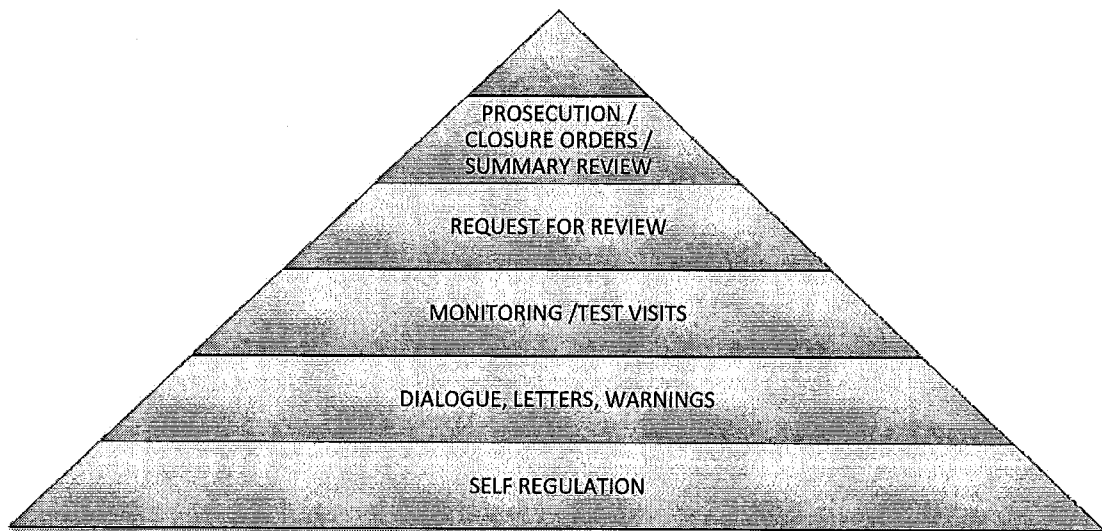 PROSECUTION /
CLOSURE ORDERS /
SUMMARY REVIEW
REQUEST FOR REVIEW
MONITORING /TEST VISITS
DIALOGUE, LETTERS, WARNINGS
SELF REGULATION